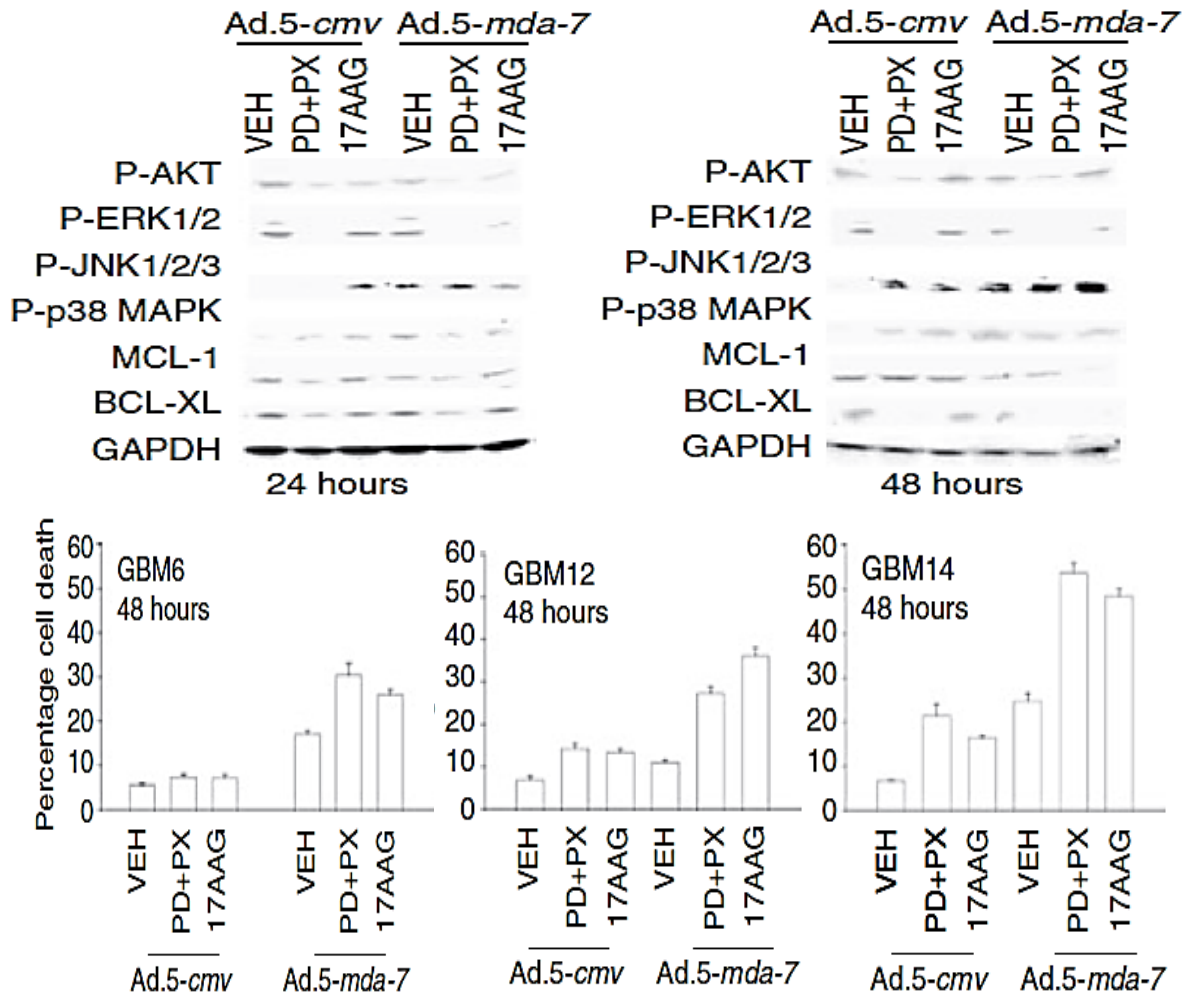 Ad.5-cmv Ad.5-mda-7
VEH PD+PX 17AAG VEH PD+PX 17AAG
P-AKT
P-ERK1/2
P-JNK1/2/3
P-p38 MAPK
MCL-1
BCL-XL
GAPDH
24 hours
Ad.5-cmv Ad.5-mda-7
VEH PD+PX 17AAG VEH PD+PX 17AAG
P-AKT
P-ERK1/2
P-JNK1/2/3
P-p38 MAPK
MCL-1
BCL-XL
GAPDH
48 hours
Percentage cell death
60
50
40
30
20
10
0
GBM6
48 hours
VEH PD+PX 17AAG VEH PD+PX 17AAG
Ad.5-cmv Ad.5-mda-7
60
50
40
30
20
10
0
GBM12
48 hours
VEH PD+PX 17AAG VEH PD+PX 17AAG
Ad.5-cmv Ad.5-mda-7
60
50
40
30
20
10
0
GBM14
48 hours
VEH PD+PX 17AAG VEH PD+PX 17AAG
Ad.5-cmv Ad.5-mda-7